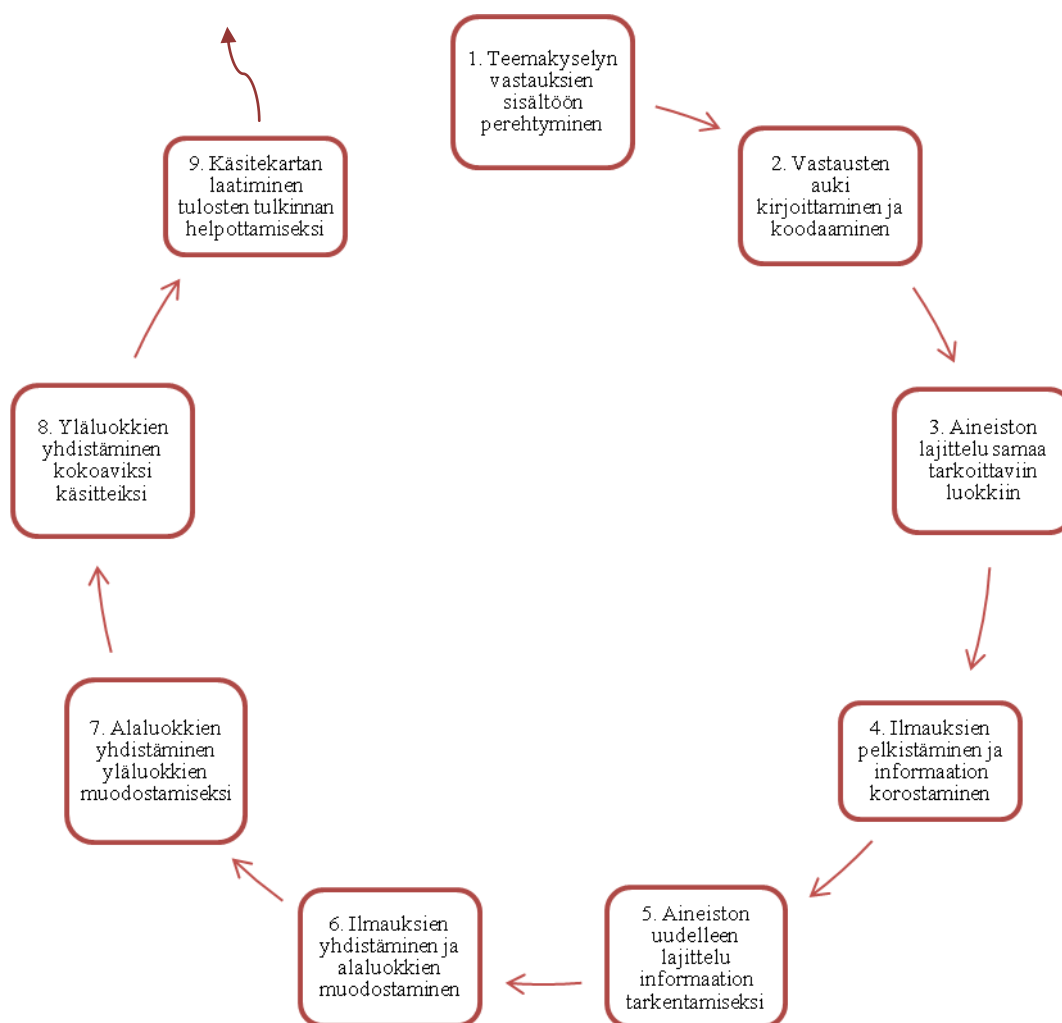 1. Teemakyselyn
vastauksien
sisältöön
perehtyminen
2. Vastausten
auki
kirjoittaminen ja
koodaaminen
3. Aineiston
lajittelu samaa
tarkoittaviin
luokkiin
4. Ilmauksien
pelkistäminen ja
informaation
korostaminen
5. Aineiston
uudelleen
lajittelu
informaation
tarkentamiseksi
6. Ilmauksien
yhdistäminen ja
alaluokkien
muodostaminen
7. Alaluokkien
yhdistäminen
yläluokkien
muodostamiseksi
8. Yläluokkien
yhdistäminen
kokoaviksi
käsitteiksi
9. Käsitekartan
laatiminen
tulosten tulkinnan
helpottamiseksi